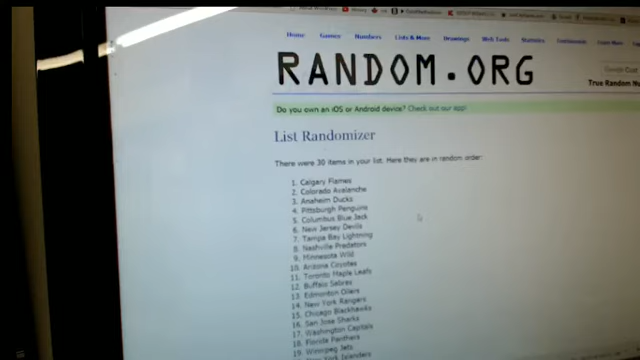 Home Games Numbers Lists & More Drawings Web Tools Statistics Testimonials Learn More
RANDOM.ORG
True Random
Do you own an iOS or Android device? Check out our app!
List Randomizer
There were 30 items in your list. Here they are in random order:
1. Calgary Flames
2. Colorado Avalanche
3. Anaheim Ducks
4. Pittsburgh Penguins
5. Columbus Blue Jack
6. New Jersey Devils
7. Tampa Bay Lightning
8. Nashville Predators
9. Minnesota Wild
10. Arizona Coyotes
11. Toronto Maple Leafs
12. Buffalo Sabres
13. Edmonton Oilers
14. New York Rangers
15. Chicago Blackhawks
16. San Jose Sharks
17. Washington Capitals
18. Florida Panthers
19. Winnipeg Jets
New York Islanders